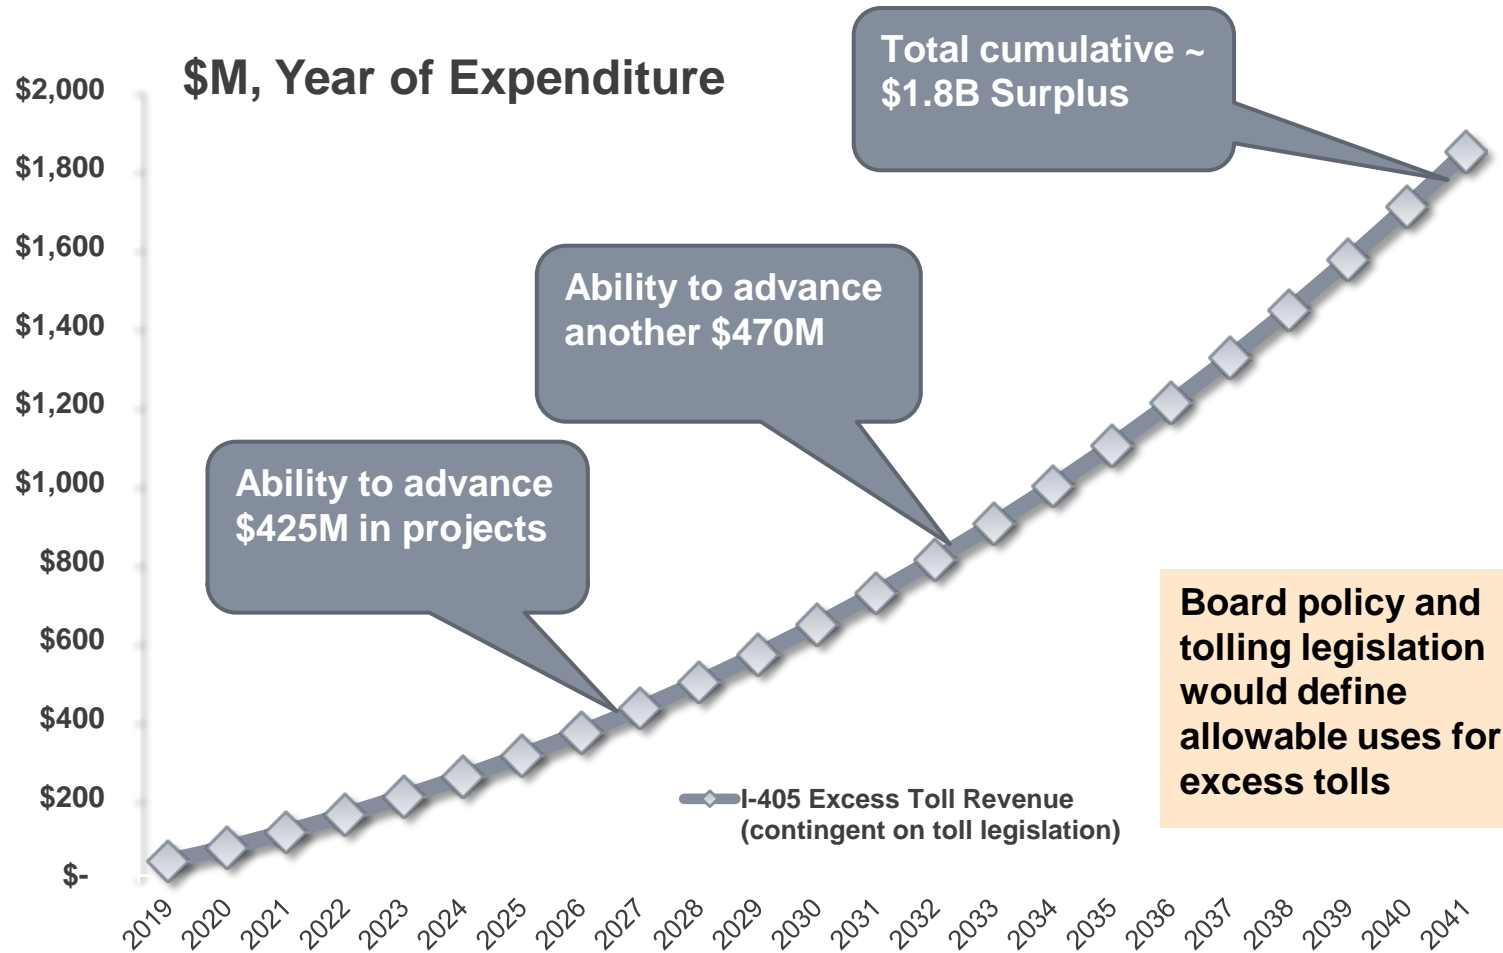 $M, Year of Expenditure
Total cumulative ~
$1.8B Surplus
Ability to advance
another $470M
Ability to advance
$425M in projects
Board policy and
tolling legislation
would define
allowable uses for
excess tolls
I-405 Excess Toll Revenue
(contingent on toll legislation)
$2,000
$1,800
$1,600
$1,400
$1,200
$1,000
$800
$600
$400
$200
$-
2019 2020 2021 2022 2023 2024 2025 2026 2027 2028 2029 2030 2031 2032 2033 2034 2035 2036 2037 2038 2039 2040 2041